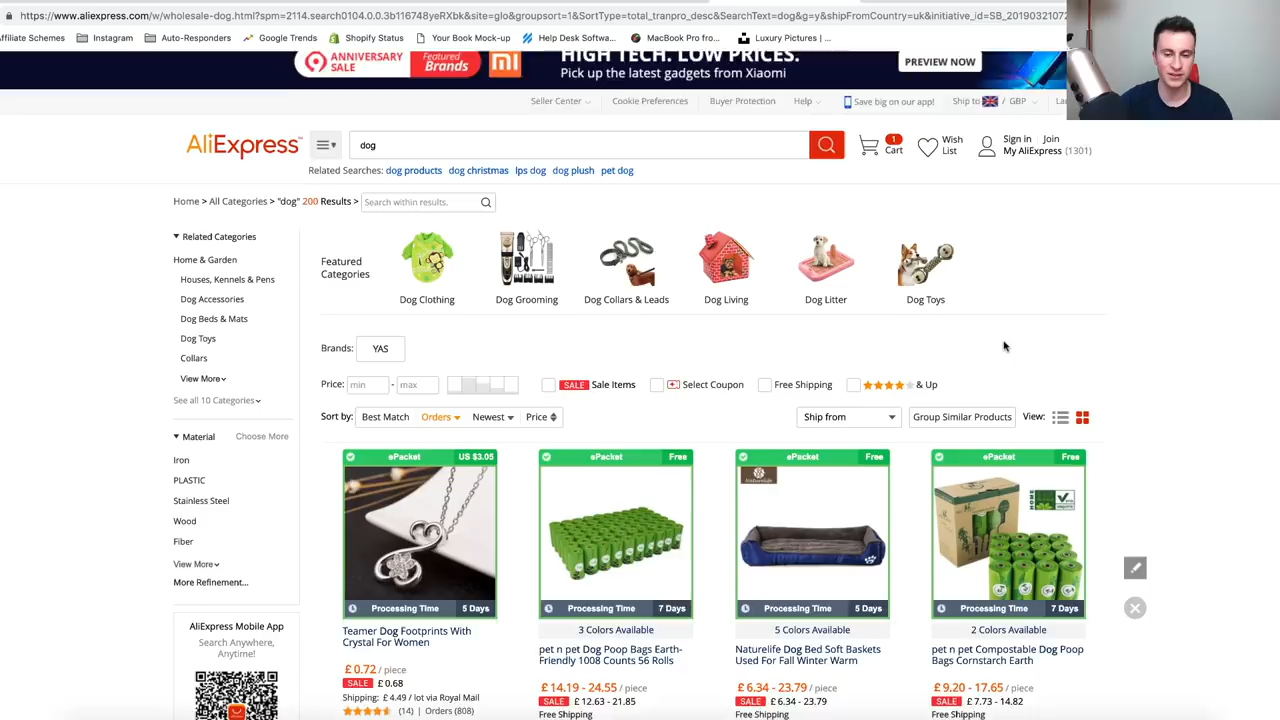 https://www.aliexpress.com/w/wholesale-dog.html?spm=2114.search0104.0.0.3b116748yeRXbk&site=glo&groupsort=1&SortType=total_tranpro_desc&SearchText=dog&g=y&shipFromCountry=uk&initiative_id=SB_20190321072
ffiliate Schemes Instagram Auto-Responders Google Trends Shopify Status Your Book Mock-up Help Desk Softwa... MacBook Pro fro... Luxury Pictures | ...
ANNIVERSARY SALE Featured Brands HIGH TECH. LOW PRICES. PREVIEW NOW
Pick up the latest gadgets from Xiaomi
Seller Center Cookie Preferences Buyer Protection Help Save big on our app! Ship to / GBP La
AliExpress dog 1 Cart Wish List Sign in Join My AliExpress (1301)
Related Searches: dog products dog christmas lps dog dog plush pet dog
Home > All Categories > "dog" 200 Results > Search within results.
Related Categories
Home & Garden
Houses, Kennels & Pens
Dog Accessories
Dog Beds & Mats
Dog Toys
Collars
View More
See all 10 Categories
Material Choose More
Iron
PLASTIC
Stainless Steel
Wood
Fiber
View More
More Refinement...
AliExpress Mobile App
Search Anywhere,
Anytime!
Featured Categories
Dog Clothing Dog Grooming Dog Collars & Leads Dog Living Dog Litter Dog Toys
Brands: YAS
Price: min - max SALE Sale Items Select Coupon Free Shipping & Up
Sort by: Best Match Orders Newest Price Ship from Group Similar Products View:
ePacket US $3.05
Processing Time 5 Days
Teamer Dog Footprints With
Crystal For Women
£ 0.72 / piece
SALE £ 0.68
Shipping: £ 4.49 / lot via Royal Mail
(14) | Orders (808)
ePacket Free
Processing Time 7 Days
3 Colors Available
pet n pet Dog Poop Bags Earth-
Friendly 1008 Counts 56 Rolls
£ 14.19 - 24.55 / piece
SALE £ 12.63 - 21.85
Free Shipping
ePacket Free
Naturelife
Processing Time 5 Days
5 Colors Available
Naturelife Dog Bed Soft Baskets
Used For Fall Winter Warm
£ 6.34 - 23.79 / piece
SALE £ 6.34 - 23.79
Free Shipping
ePacket Free
Processing Time 7 Days
2 Colors Available
pet n pet Compostable Dog Poop
Bags Cornstarch Earth
£ 9.20 - 17.65 / piece
SALE £ 7.73 - 14.82
Free Shipping